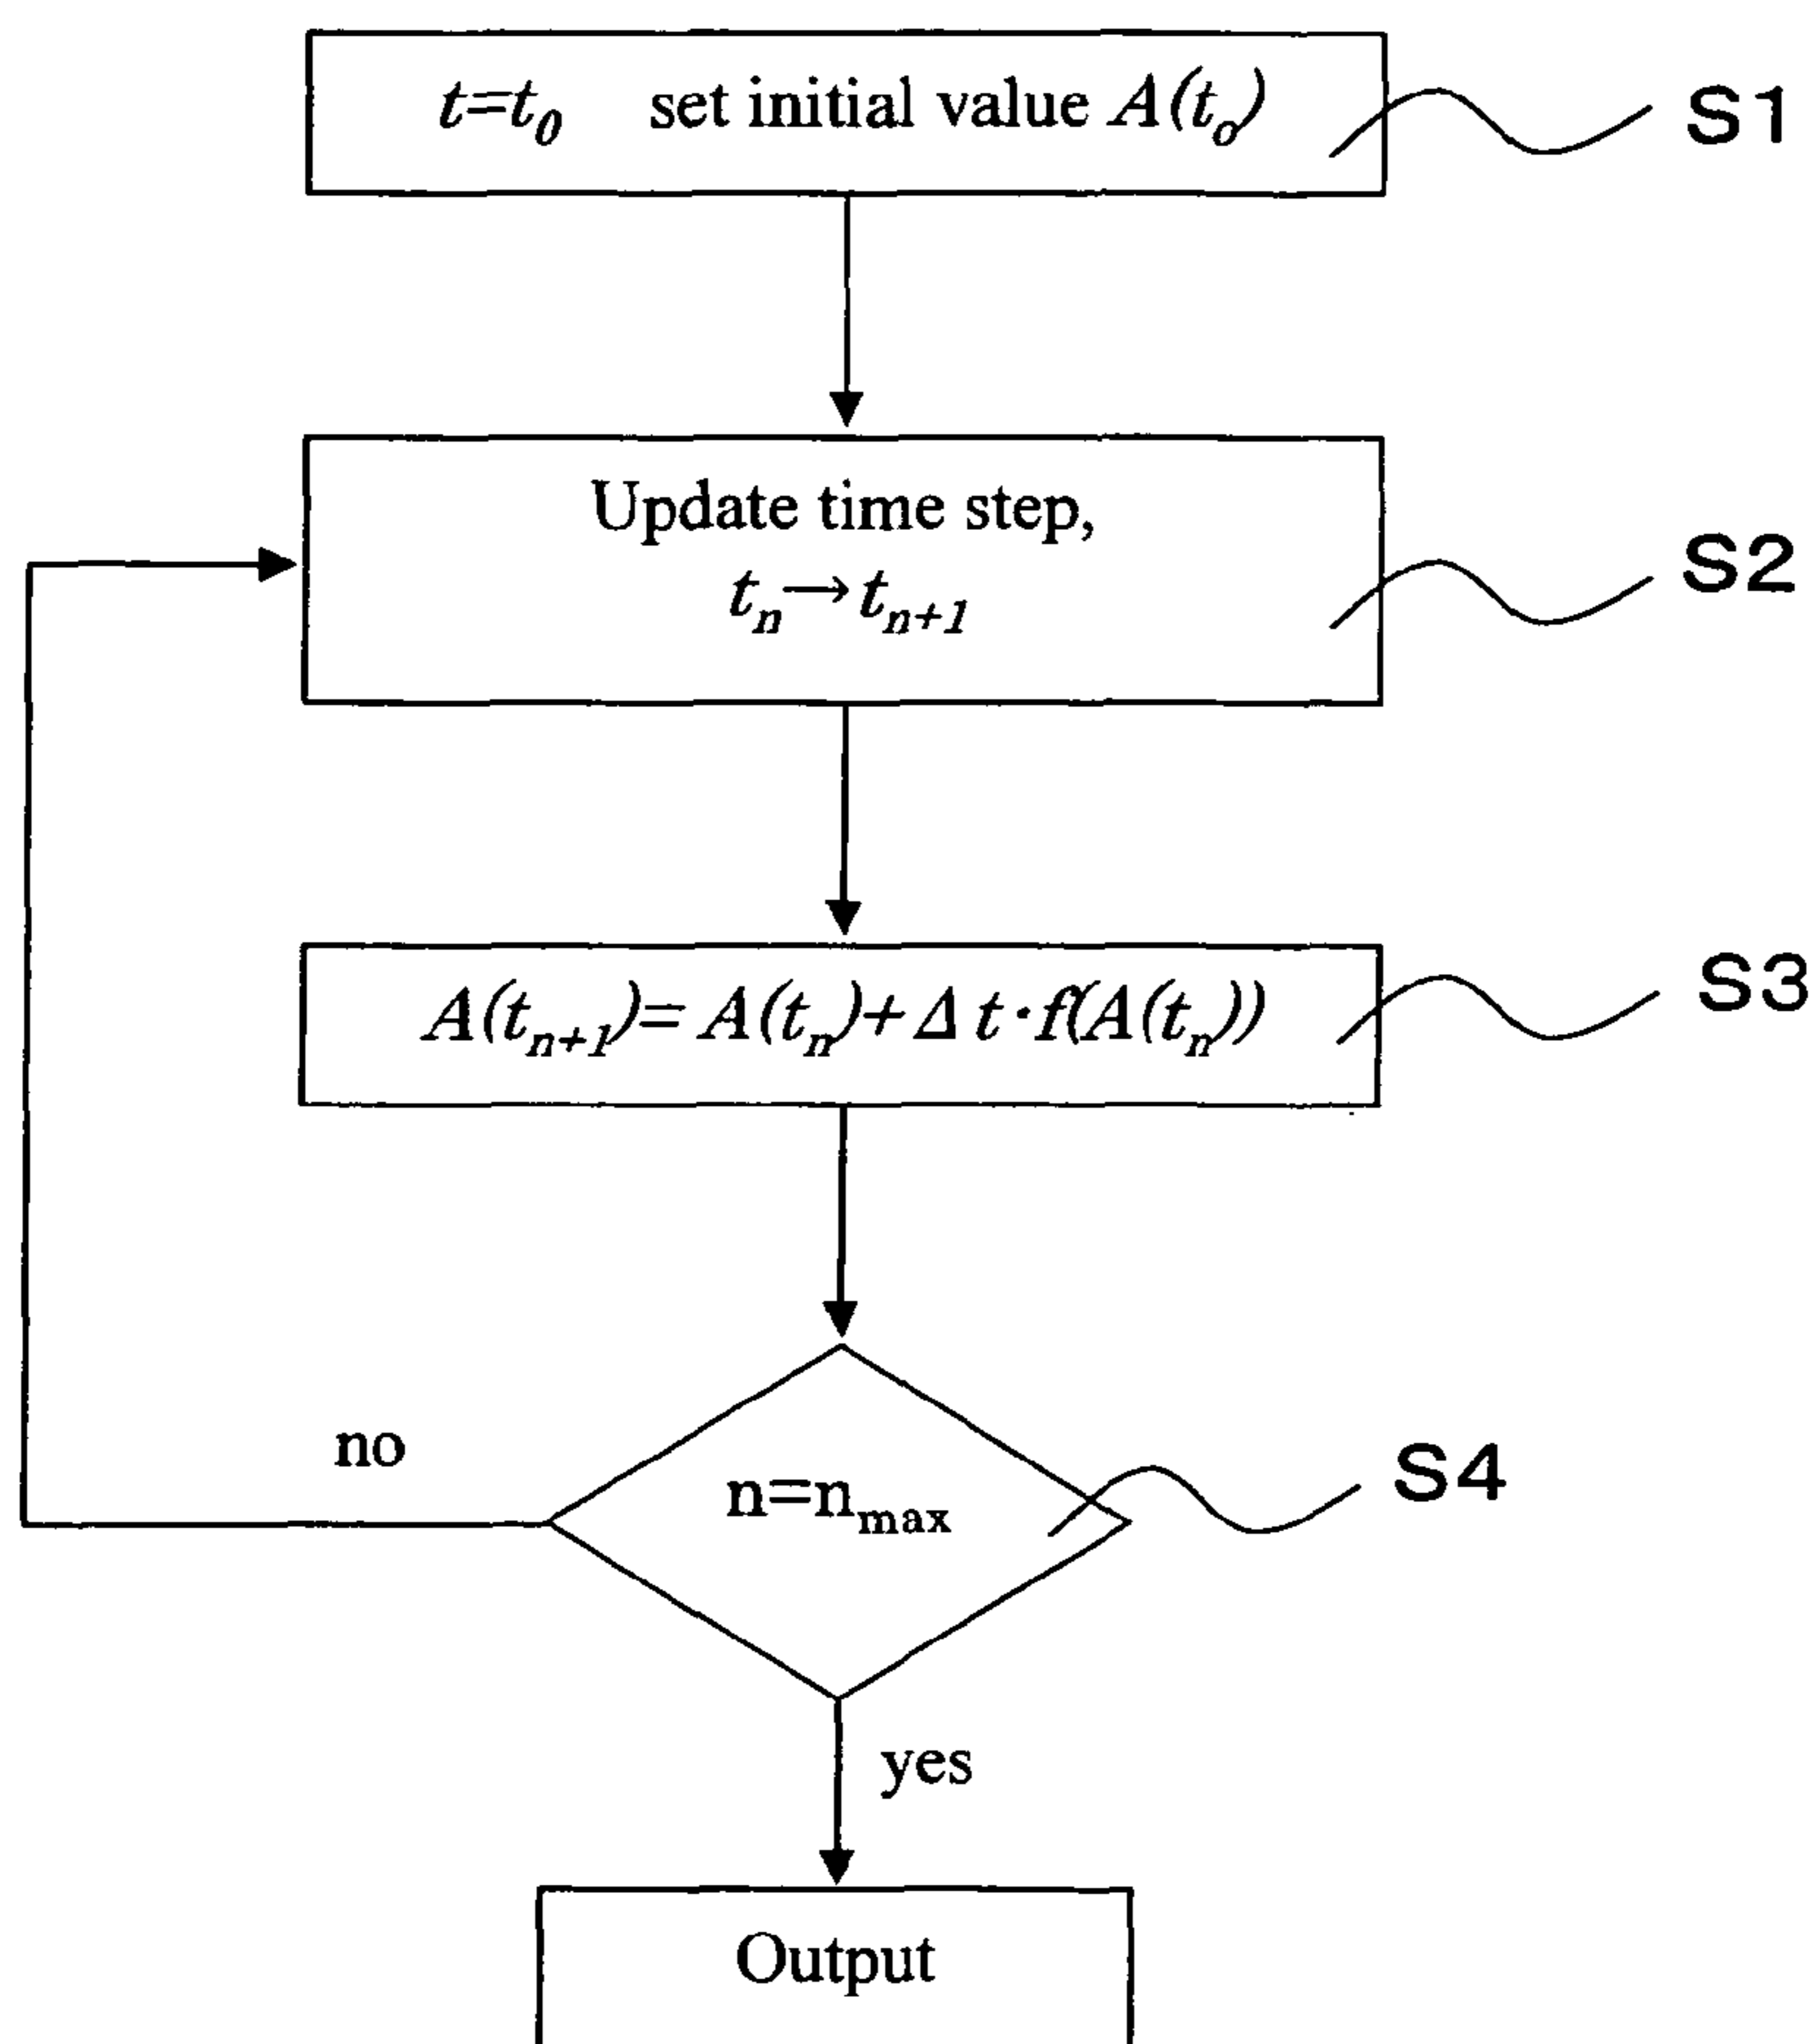 t=t₀ set initial value A(tₒ)
S1
Update time step,
S2
tₙ→tₙ₊₁
A(tₙ₊₁)= A(tₙ)+Δt·f(A(tₙ))
S3
no
n=nₘₐₓ
S4
yes
Output